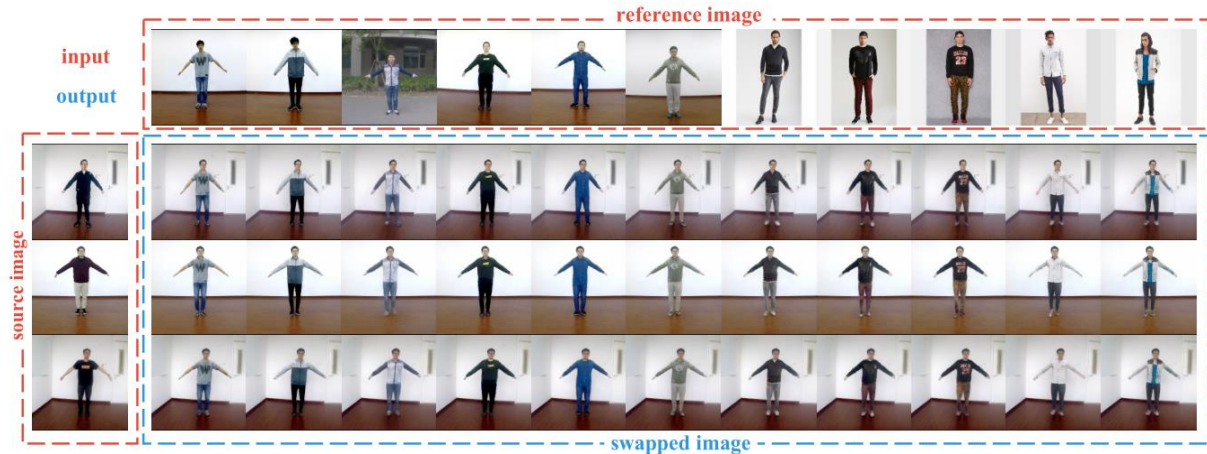 reference image
input
output
source image
swapped image